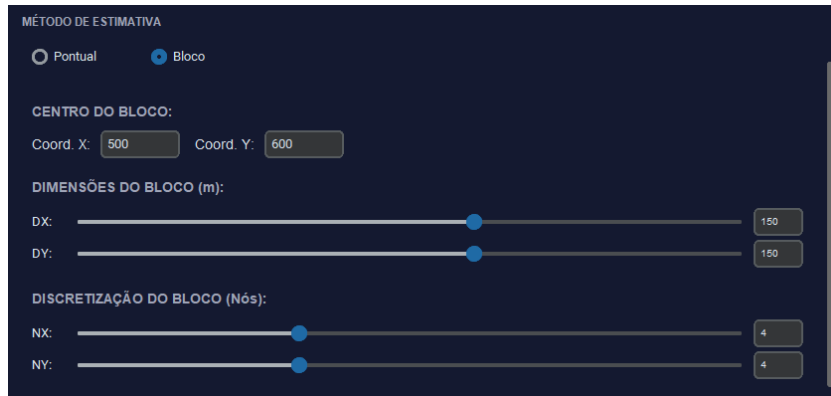 MÉTODO DE ESTIMATIVA
Pontual Bloco
CENTRO DO BLOCO:
Coord. X: 500 Coord. Y: 600
DIMENSÕES DO BLOCO (m):
DX: 150
DY: 150
DISCRETIZAÇÃO DO BLOCO (Nós):
NX: 4
NY: 4